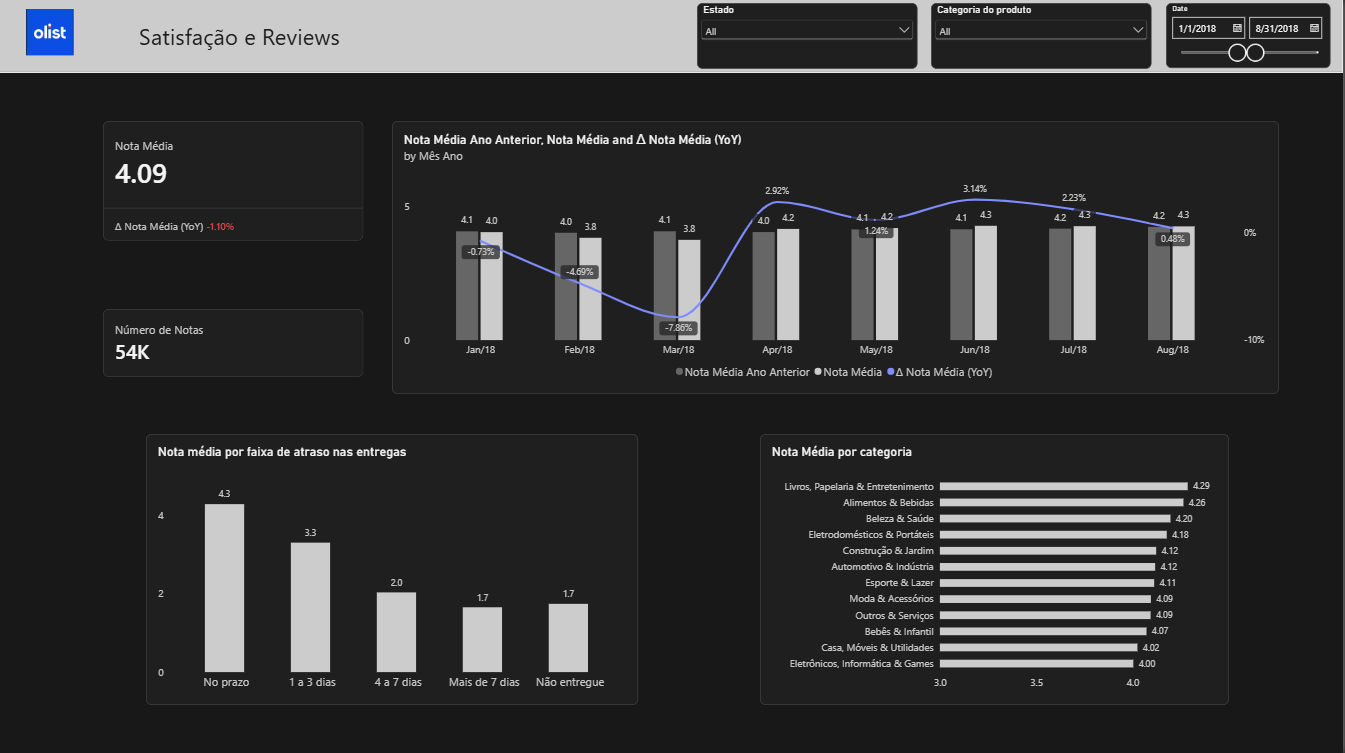 olist
Satisfação e Reviews
Estado
All
Categoria do produto
All
Date
1/1/2018
8/31/2018
Nota Média
4.09
Δ Nota Média (YoY) -1.10%
Número de Notas
54K
Nota Média Ano Anterior, Nota Média and Δ Nota Média (YoY)
by Mês Ano
5
0
4.1 4.0 4.0 3.8 4.1 3.8 4.0 4.2 4.1 4.2 4.1 4.3 4.2 4.3 4.2 4.3
-0.73% -4.69% -7.86% 2.92% 1.24% 3.14% 2.23% 0.48%
0%
-10%
Jan/18 Feb/18 Mar/18 Apr/18 May/18 Jun/18 Jul/18 Aug/18
Nota Média Ano Anterior Nota Média Δ Nota Média (YoY)
Nota média por faixa de atraso nas entregas
4
2
0
4.3 3.3 2.0 1.7 1.7
No prazo 1 a 3 dias 4 a 7 dias Mais de 7 dias Não entregue
Nota Média por categoria
Livros, Papelaria & Entretenimento 4.29
Alimentos & Bebidas 4.26
Beleza & Saúde 4.20
Eletrodomésticos & Portáteis 4.18
Construção & Jardim 4.12
Automotivo & Indústria 4.12
Esporte & Lazer 4.11
Moda & Acessórios 4.09
Outros & Serviços 4.09
Bebês & Infantil 4.07
Casa, Móveis & Utilidades 4.02
Eletrônicos, Informática & Games 4.00
3.0 3.5 4.0